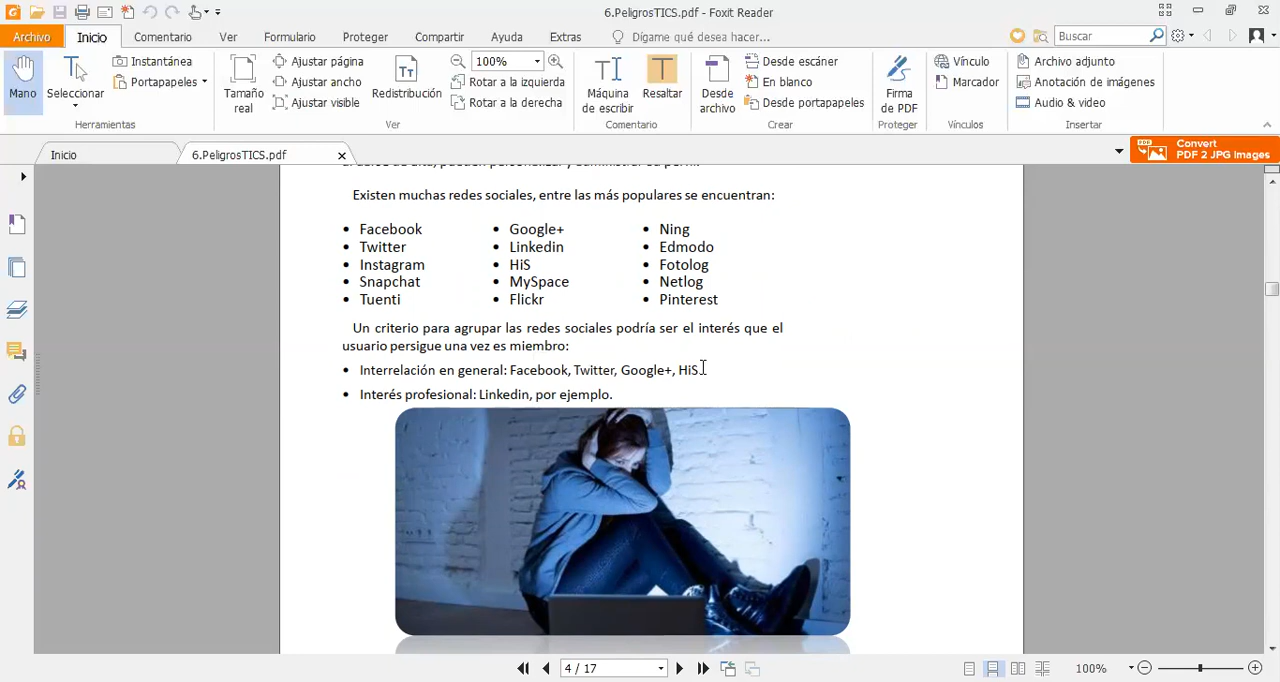 6.PeligrosTICS.pdf - Foxit Reader
Archivo Inicio Comentario Ver Formulario Proteger Compartir Ayuda Extras Dígame qué desea hacer... Buscar
Mano
Seleccionar
Instantánea
Portapapeles
Herramientas
Tamaño real
Ajustar página
Ajustar ancho
Ajustar visible
Redistribución
100%
Rotar a la izquierda
Rotar a la derecha
Ver
Máquina de escribir
Resaltar
Comentario
Desde archivo
Desde escáner
En blanco
Desde portapapeles
Crear
Firma de PDF
Proteger
Vínculo
Marcador
Vínculos
Archivo adjunto
Anotación de imágenes
Audio & video
Insertar
Inicio
6.PeligrosTICS.pdf
Convert
PDF 2 JPG Images
Existen muchas redes sociales, entre las más populares se encuentran:
• Facebook
• Twitter
• Instagram
• Snapchat
• Tuenti
• Google+
• Linkedin
• HiS
• MySpace
• Flickr
• Ning
• Edmodo
• Fotolog
• Netlog
• Pinterest
Un criterio para agrupar las redes sociales podría ser el interés que el
usuario persigue una vez es miembro:
• Interrelación en general: Facebook, Twitter, Google+, HiS.
• Interés profesional: Linkedin, por ejemplo.
4 / 17
100%